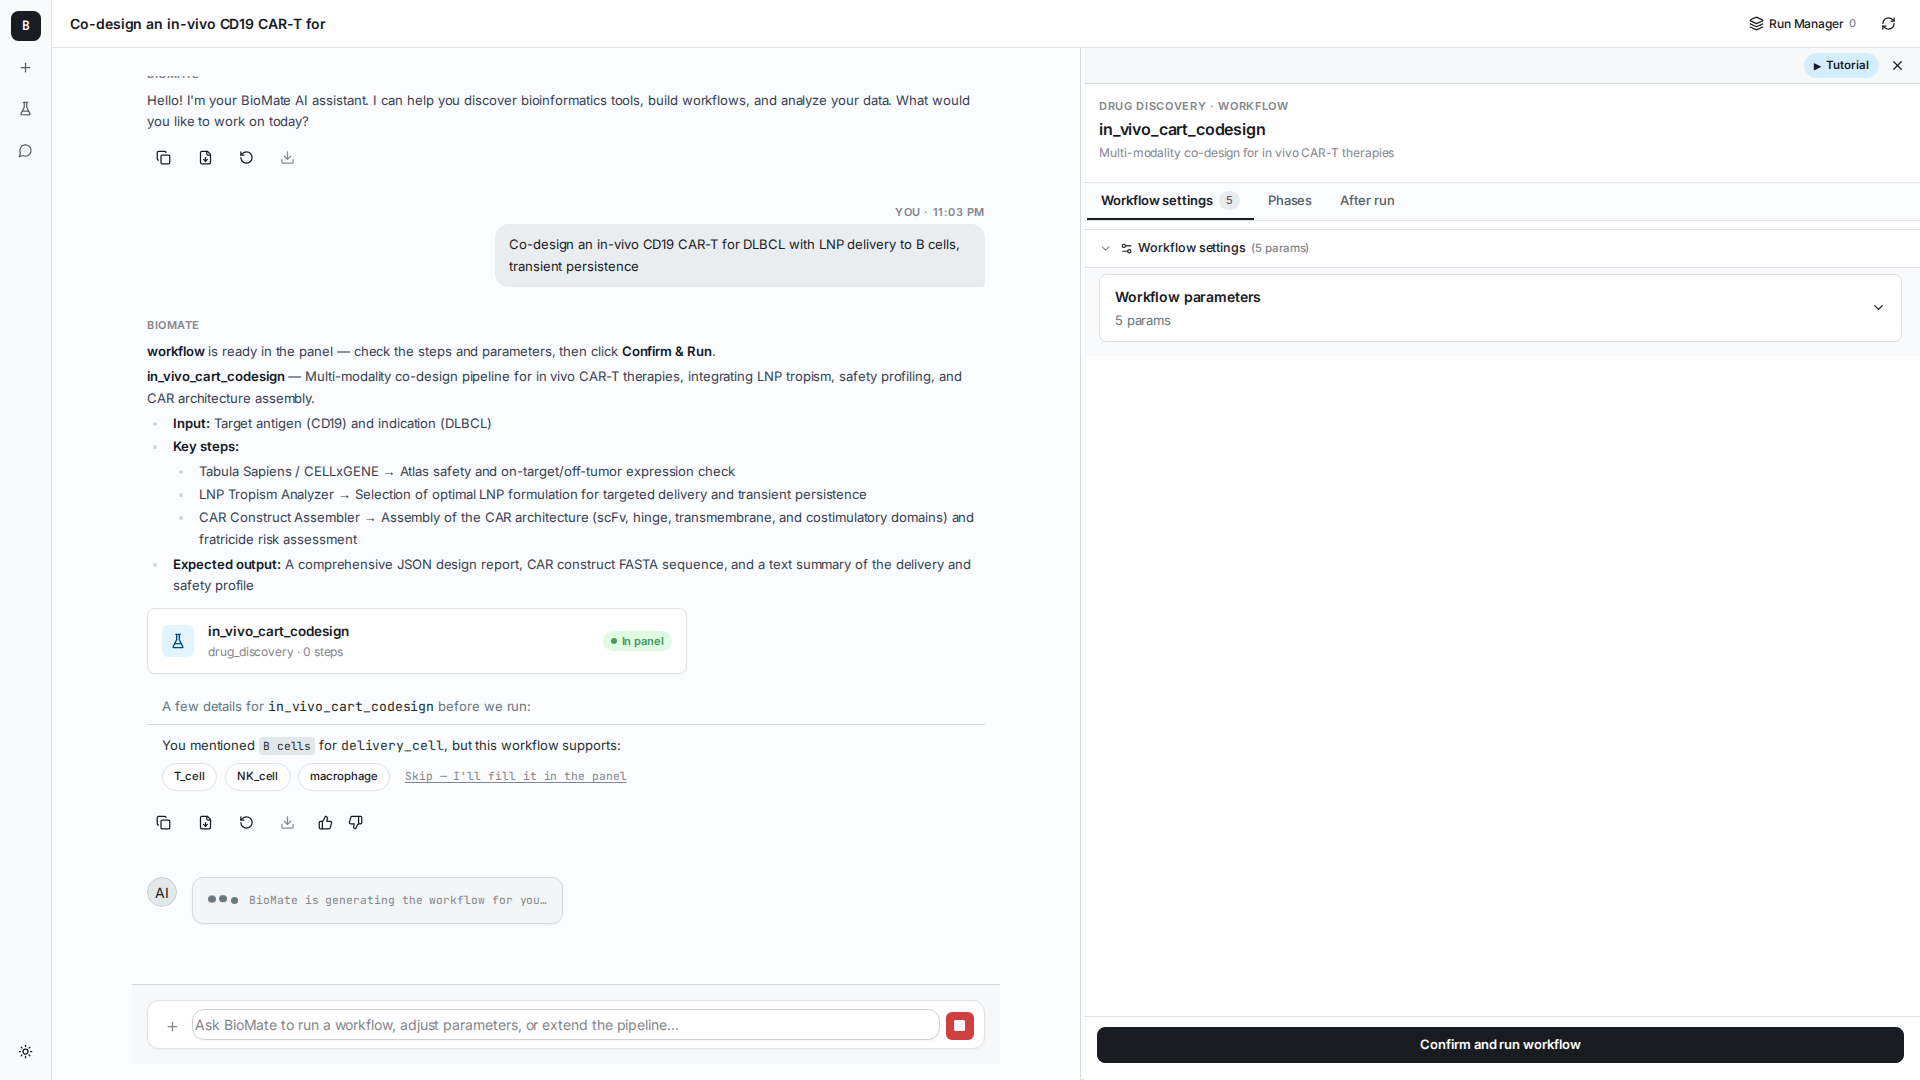 B
Co-design an in-vivo CD19 CAR-T for
Run Manager 0
Hello! I'm your BioMate AI assistant. I can help you discover bioinformatics tools, build workflows, and analyze your data. What would
you like to work on today?
YOU · 11:03 PM
Co-design an in-vivo CD19 CAR-T for DLBCL with LNP delivery to B cells,
transient persistence
BIOMATE
workflow is ready in the panel — check the steps and parameters, then click Confirm & Run.
in_vivo_cart_codesign — Multi-modality co-design pipeline for in vivo CAR-T therapies, integrating LNP tropism, safety profiling, and
CAR architecture assembly.
Input: Target antigen (CD19) and indication (DLBCL)
Key steps:
Tabula Sapiens / CELLxGENE → Atlas safety and on-target/off-tumor expression check
LNP Tropism Analyzer → Selection of optimal LNP formulation for targeted delivery and transient persistence
CAR Construct Assembler → Assembly of the CAR architecture (scFv, hinge, transmembrane, and costimulatory domains) and
fratricide risk assessment
Expected output: A comprehensive JSON design report, CAR construct FASTA sequence, and a text summary of the delivery and
safety profile
in_vivo_cart_codesign
drug_discovery · 0 steps
In panel
A few details for in_vivo_cart_codesign before we run:
You mentioned B cells for delivery_cell, but this workflow supports:
T_cell NK_cell macrophage Skip — I'll fill it in the panel
AI
BioMate is generating the workflow for you…
Ask BioMate to run a workflow, adjust parameters, or extend the pipeline...
Tutorial
DRUG DISCOVERY · WORKFLOW
in_vivo_cart_codesign
Multi-modality co-design for in vivo CAR-T therapies
Workflow settings 5 Phases After run
Workflow settings (5 params)
Workflow parameters
5 params
Confirm and run workflow